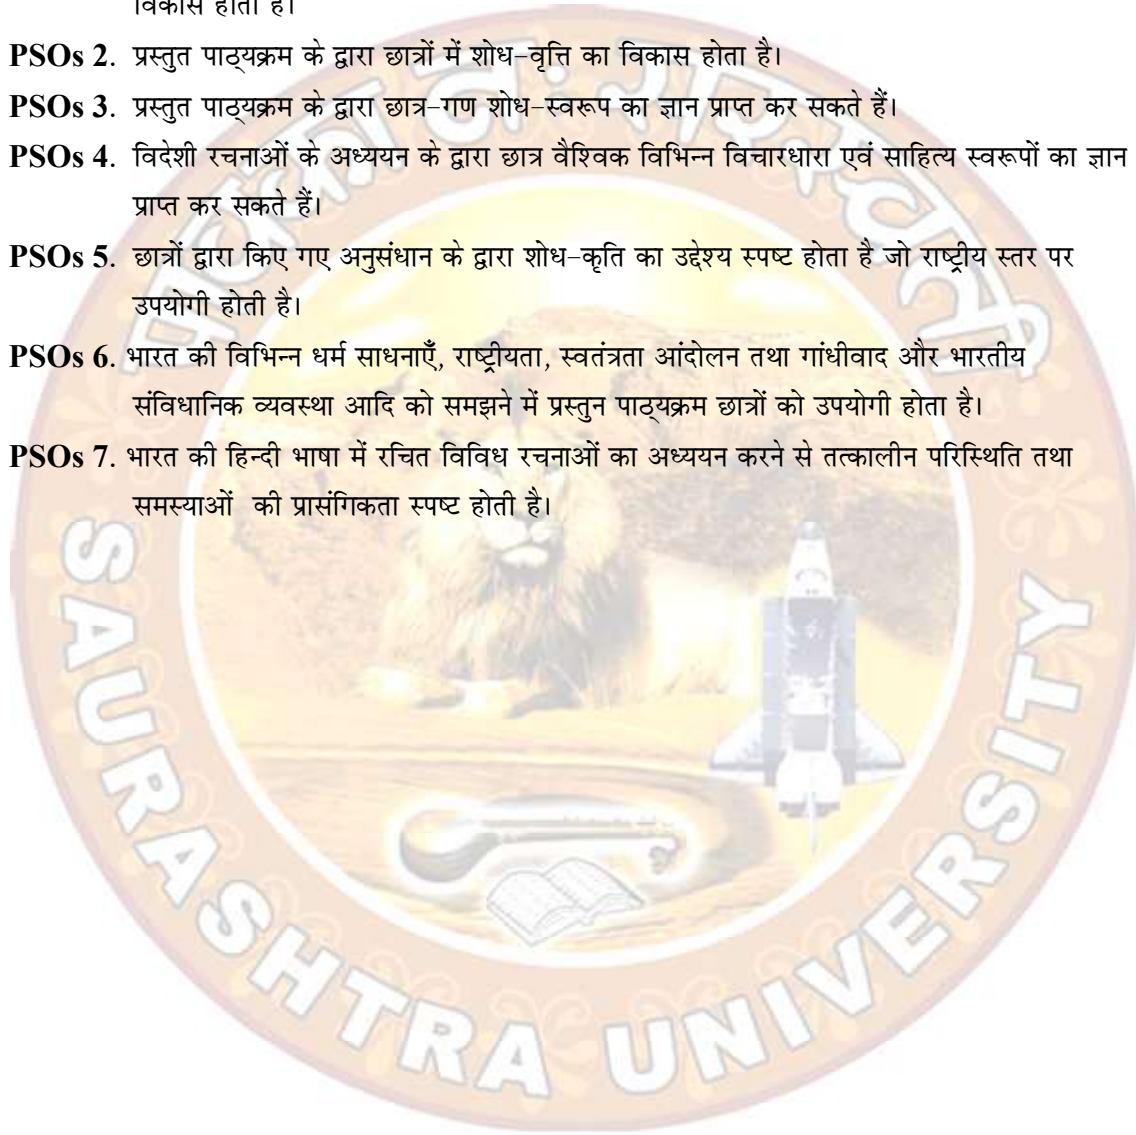 विकास होता है।
PSOs 2. प्रस्तुत पाठ्यक्रम के द्वारा छात्रों में शोध-वृत्ति का विकास होता है।
PSOs 3. प्रस्तुत पाठ्यक्रम के द्वारा छात्र-गण शोध-स्वरूप का ज्ञान प्राप्त कर सकते हैं।
PSOs 4. विदेशी रचनाओं के अध्ययन के द्वारा छात्र वैश्विक विभिन्न विचारधारा एवं साहित्य स्वरूपों का ज्ञान
प्राप्त कर सकते हैं।
PSOs 5. छात्रों द्वारा किए गए अनुसंधान के द्वारा शोध-कृति का उद्देश्य स्पष्ट होता है जो राष्ट्रीय स्तर पर
उपयोगी होती है।
PSOs 6. भारत की विभिन्न धर्म साधनाएँ, राष्ट्रीयता, स्वतंत्रता आंदोलन तथा गांधीवाद और भारतीय
संविधानिक व्यवस्था आदि को समझने में प्रस्तुन पाठ्यक्रम छात्रों को उपयोगी होता है।
PSOs 7. भारत की हिन्दी भाषा में रचित विविध रचनाओं का अध्ययन करने से तत्कालीन परिस्थिति तथा
समस्याओं की प्रासंगिकता स्पष्ट होती है।
SAURASHTRA UNIVERSITY